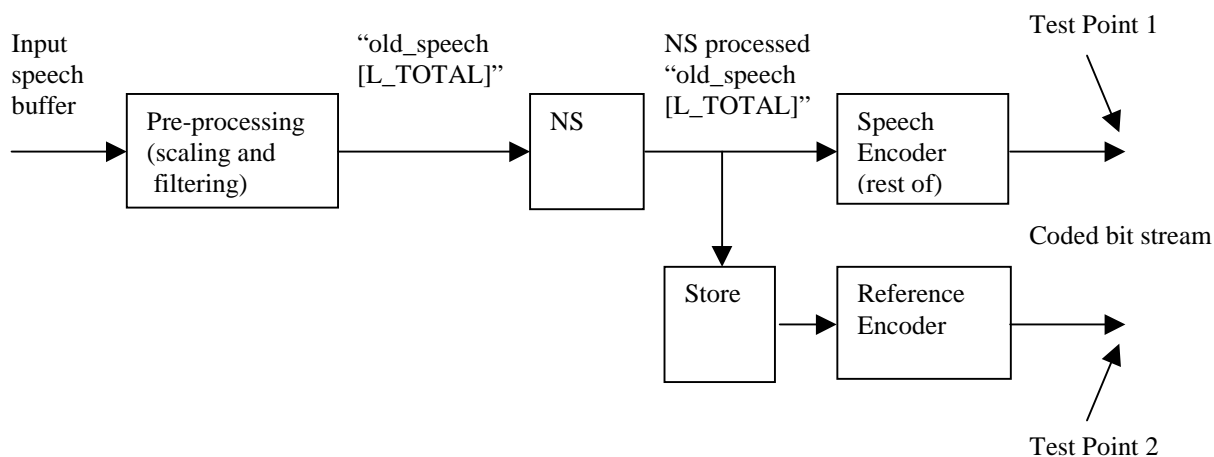 Input
speech
buffer
“old_speech
[L_TOTAL]”
NS processed
“old_speech
[L_TOTAL]”
Test Point 1
Pre-processing
(scaling and
filtering)
NS
Speech
Encoder
(rest of)
Coded bit stream
Store
Reference
Encoder
Test Point 2